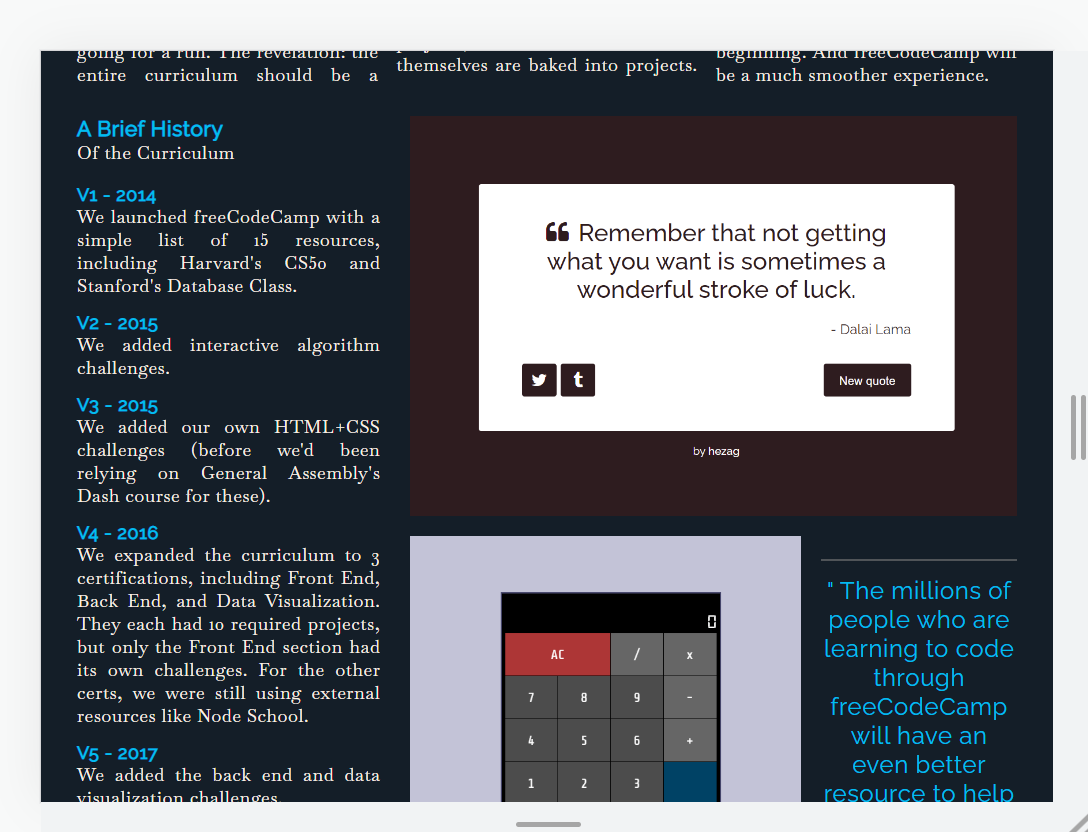 going for a run. The revelation: the
entire curriculum should be a
themselves are baked into projects.
beginning. And freeCodeCamp will
be a much smoother experience.
A Brief History
Of the Curriculum
V1 - 2014
We launched freeCodeCamp with a
simple list of 15 resources,
including Harvard's CS50 and
Stanford's Database Class.
V2 - 2015
We added interactive algorithm
challenges.
V3 - 2015
We added our own HTML+CSS
challenges (before we'd been
relying on General Assembly's
Dash course for these).
V4 - 2016
We expanded the curriculum to 3
certifications, including Front End,
Back End, and Data Visualization.
They each had 10 required projects,
but only the Front End section had
its own challenges. For the other
certs, we were still using external
resources like Node School.
V5 - 2017
We added the back end and data
visualization challenges.
❝ Remember that not getting
what you want is sometimes a
wonderful stroke of luck.
- Dalai Lama
t
New quote
by hezag
0
AC / x
7 8 9 -
4 5 6 +
1 2 3
" The millions of
people who are
learning to code
through
freeCodeCamp
will have an
even better
resource to help